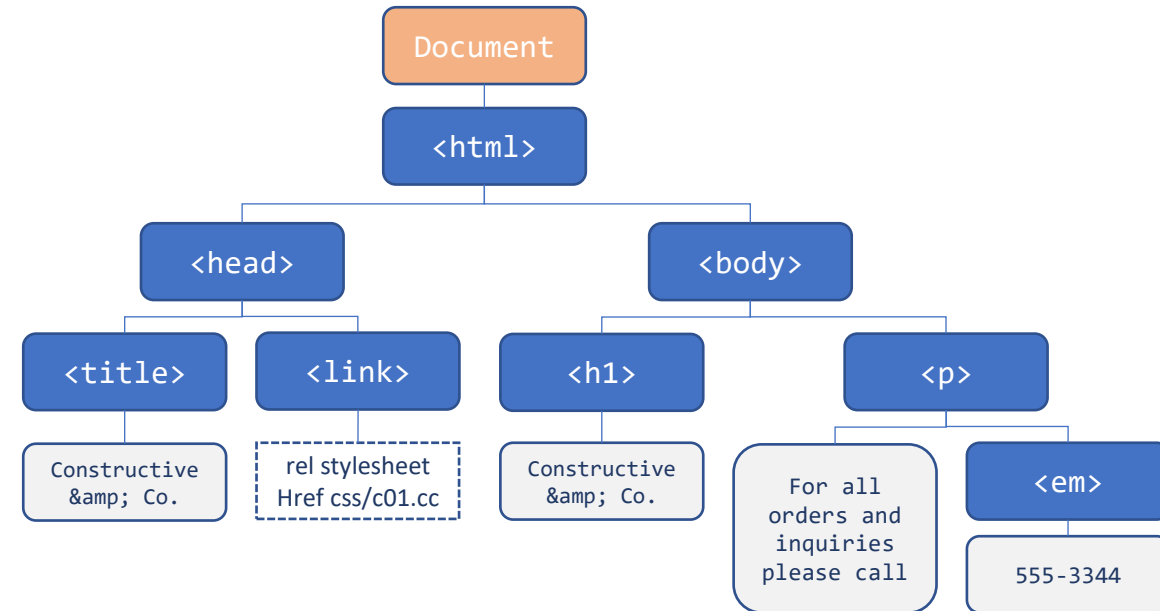 Document
<html>
<head>
<body>
<title>
<link>
<h1>
<p>
Constructive
&amp; Co.
rel stylesheet
Href css/c01.cc
Constructive
&amp; Co.
For all
orders and
inquiries
please call
<em>
555-3344